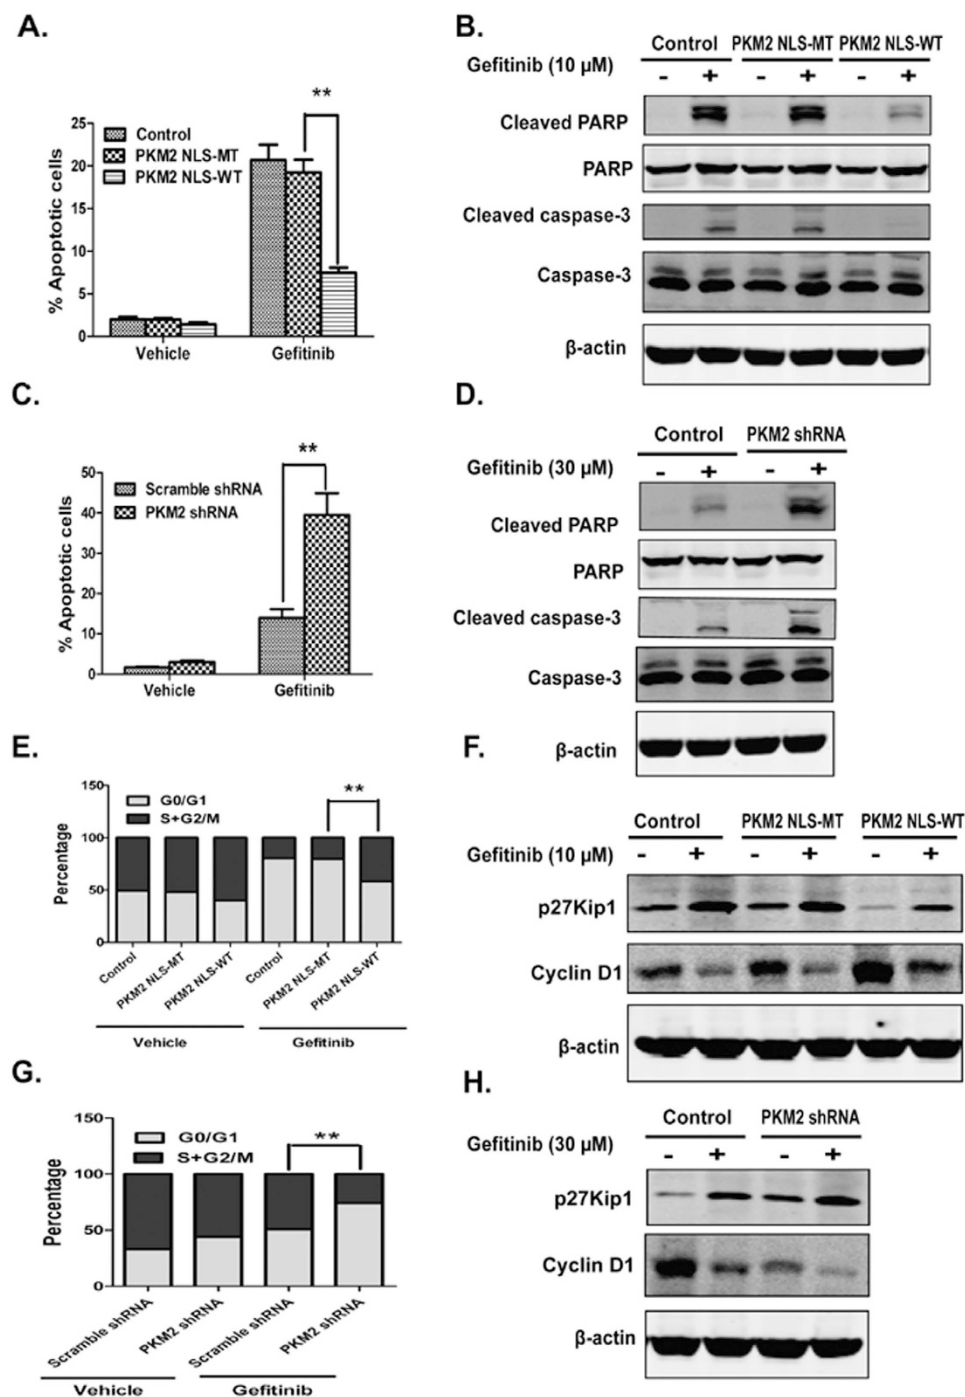 A.
**
25
20
15
10
5
0
% Apoptotic cells
Control
PKM2 NLS-MT
PKM2 NLS-WT
Vehicle
Gefitinib
B.
Control PKM2 NLS-MT PKM2 NLS-WT
Gefitinib (10 µM)
- + - + - +
Cleaved PARP
PARP
Cleaved caspase-3
Caspase-3
β-actin
C.
**
50
40
30
20
10
0
% Apoptotic cells
Scramble shRNA
PKM2 shRNA
Vehicle
Gefitinib
D.
Control PKM2 shRNA
Gefitinib (30 µM)
- + - +
Cleaved PARP
PARP
Cleaved caspase-3
Caspase-3
β-actin
E.
150
100
50
0
Percentage
G0/G1
S+G2/M
**
Control
PKM2 NLS-MT
PKM2 NLS-WT
Control
PKM2 NLS-MT
PKM2 NLS-WT
Vehicle
Gefitinib
F.
Control PKM2 NLS-MT PKM2 NLS-WT
Gefitinib (10 µM)
- + - + - +
p27Kip1
Cyclin D1
β-actin
G.
150
100
50
0
Percentage
G0/G1
S+G2/M
**
Scramble shRNA
PKM2 shRNA
Scramble shRNA
PKM2 shRNA
Vehicle
Gefitinib
H.
Control PKM2 shRNA
Gefitinib (30 µM)
- + - +
p27Kip1
Cyclin D1
β-actin